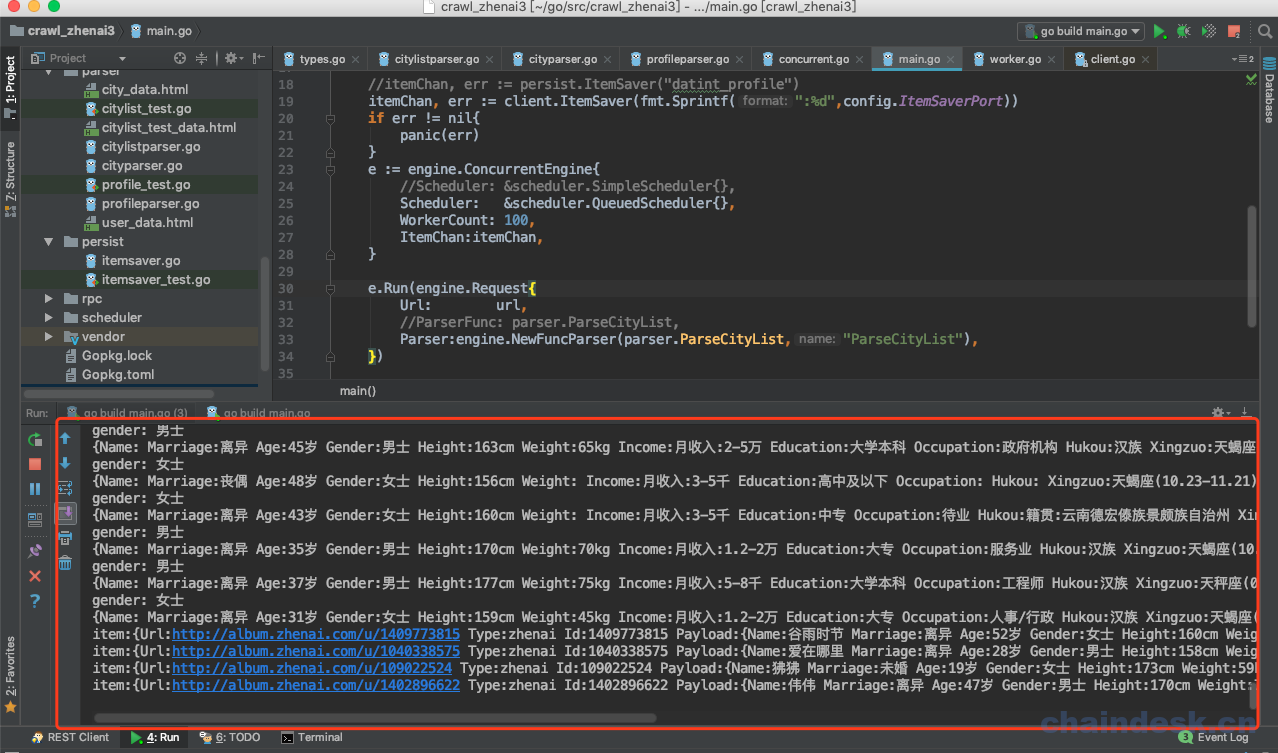 crawl_zhenai3 [~/go/src/crawl_zhenai3] - .../main.go [crawl_zhenai3]
crawl_zhenai3 main.go
go build main.go
1: Project
Z: Structure
2: Favorites
Database
Project
types.go citylistparser.go cityparser.go profileparser.go concurrent.go main.go worker.go client.go
parser
city_data.html
citylist_test.go
citylist_test_data.html
citylistparser.go
cityparser.go
profile_test.go
profileparser.go
user_data.html
persist
itemsaver.go
itemsaver_test.go
rpc
scheduler
vendor
Gopkg.lock
Gopkg.toml
18 //itemChan, err := persist.ItemSaver("datint_profile")
19 itemChan, err := client.ItemSaver(fmt.Sprintf( format: ":%d",config.ItemSaverPort))
20 if err != nil{
21 panic(err)
22 }
23 e := engine.ConcurrentEngine{
24 //Scheduler: &scheduler.SimpleScheduler{},
25 Scheduler: &scheduler.QueuedScheduler{},
26 WorkerCount: 100,
27 ItemChan:itemChan,
28 }
29
30 e.Run(engine.Request{
31 Url: url,
32 //ParserFunc: parser.ParseCityList,
33 Parser:engine.NewFuncParser(parser.ParseCityList, name: "ParseCityList"),
34 })
35
main()
Run: go build main.go (3) go build main.go
gender: 男士
{Name: Marriage:离异 Age:45岁 Gender:男士 Height:163cm Weight:65kg Income:月收入:2-5万 Education:大学本科 Occupation:政府机构 Hukou:汉族 Xingzuo:天蝎座
gender: 女士
{Name: Marriage:丧偶 Age:48岁 Gender:女士 Height:156cm Weight: Income:月收入:3-5千 Education:高中及以下 Occupation: Hukou: Xingzuo:天蝎座(10.23-11.21)
gender: 女士
{Name: Marriage:离异 Age:43岁 Gender:女士 Height:160cm Weight: Income:月收入:3-5千 Education:中专 Occupation:待业 Hukou:籍贯:云南德宏傣族景颇族自治州 Xin
gender: 男士
{Name: Marriage:离异 Age:35岁 Gender:男士 Height:170cm Weight:70kg Income:月收入:1.2-2万 Education:大专 Occupation:服务业 Hukou:汉族 Xingzuo:天蝎座(10.
gender: 男士
{Name: Marriage:离异 Age:37岁 Gender:男士 Height:177cm Weight:75kg Income:月收入:5-8千 Education:大学本科 Occupation:工程师 Hukou:汉族 Xingzuo:天秤座(0
gender: 女士
{Name: Marriage:离异 Age:31岁 Gender:女士 Height:159cm Weight:45kg Income:月收入:1.2-2万 Education:大专 Occupation:人事/行政 Hukou:汉族 Xingzuo:天蝎座(
item:{Url:http://album.zhenai.com/u/1409773815 Type:zhenai Id:1409773815 Payload:{Name:谷雨时节 Marriage:离异 Age:52岁 Gender:女士 Height:160cm Weig
item:{Url:http://album.zhenai.com/u/1040338575 Type:zhenai Id:1040338575 Payload:{Name:爱在哪里 Marriage:离异 Age:28岁 Gender:男士 Height:158cm Weig
item:{Url:http://album.zhenai.com/u/109022524 Type:zhenai Id:109022524 Payload:{Name:狒狒 Marriage:未婚 Age:19岁 Gender:女士 Height:173cm Weight:59k
item:{Url:http://album.zhenai.com/u/1402896622 Type:zhenai Id:1402896622 Payload:{Name:伟伟 Marriage:离异 Age:47岁 Gender:男士 Height:170cm Weight:
chaindesk.cn
REST Client 4: Run 6: TODO Terminal 3 Event Log